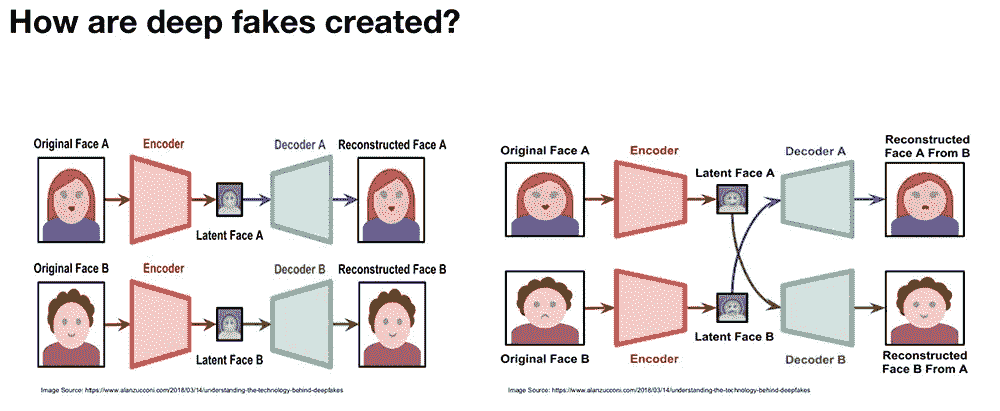 How are deep fakes created?
Original Face A
Encoder
Decoder A
Reconstructed Face A
Latent Face A
Original Face B
Encoder
Decoder B
Reconstructed Face B
Latent Face B
Image Source: https://www.alanzucconi.com/2018/03/14/understanding-the-technology-behind-deepfakes
Original Face A
Encoder
Latent Face A
Decoder A
Reconstructed
Face A From B
Original Face B
Encoder
Latent Face B
Decoder B
Reconstructed
Face B From A
Image Source: https://www.alanzucconi.com/2018/03/14/understanding-the-technology-behind-deepfakes